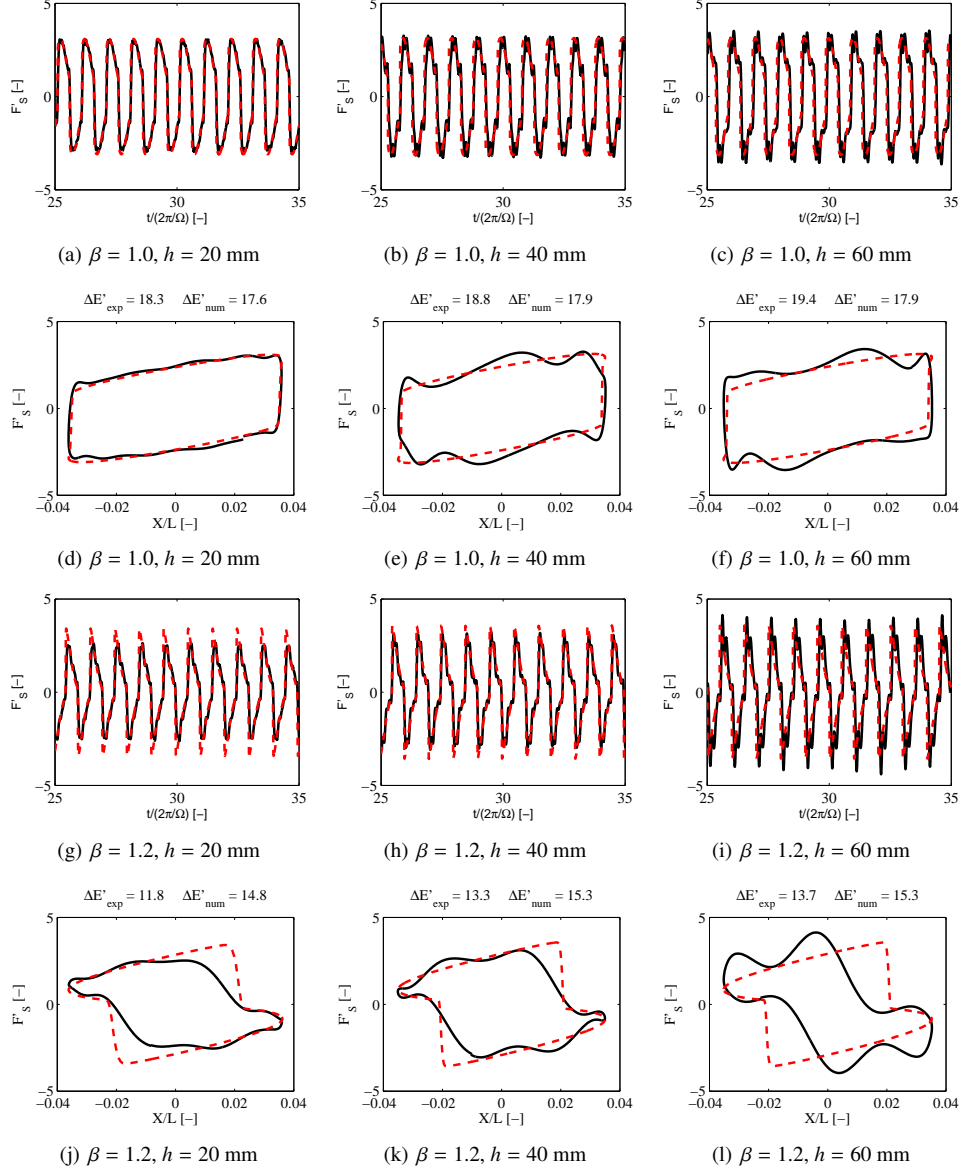 5
0
−5
F'S [−]
25
30
35
t/(2π/Ω) [−]
(a) β = 1.0, h = 20 mm
5
0
−5
F'S [−]
25
30
35
t/(2π/Ω) [−]
(b) β = 1.0, h = 40 mm
5
0
−5
F'S [−]
25
30
35
t/(2π/Ω) [−]
(c) β = 1.0, h = 60 mm
ΔE'exp = 18.3 ΔE'num = 17.6
5
0
−5
F'S [−]
−0.04 −0.02 0 0.02 0.04
X/L [−]
(d) β = 1.0, h = 20 mm
ΔE'exp = 18.8 ΔE'num = 17.9
5
0
−5
F'S [−]
−0.04 −0.02 0 0.02 0.04
X/L [−]
(e) β = 1.0, h = 40 mm
ΔE'exp = 19.4 ΔE'num = 17.9
5
0
−5
F'S [−]
−0.04 −0.02 0 0.02 0.04
X/L [−]
(f) β = 1.0, h = 60 mm
5
0
−5
F'S [−]
25
30
35
t/(2π/Ω) [−]
(g) β = 1.2, h = 20 mm
5
0
−5
F'S [−]
25
30
35
t/(2π/Ω) [−]
(h) β = 1.2, h = 40 mm
5
0
−5
F'S [−]
25
30
35
t/(2π/Ω) [−]
(i) β = 1.2, h = 60 mm
ΔE'exp = 11.8 ΔE'num = 14.8
5
0
−5
F'S [−]
−0.04 −0.02 0 0.02 0.04
X/L [−]
(j) β = 1.2, h = 20 mm
ΔE'exp = 13.3 ΔE'num = 15.3
5
0
−5
F'S [−]
−0.04 −0.02 0 0.02 0.04
X/L [−]
(k) β = 1.2, h = 40 mm
ΔE'exp = 13.7 ΔE'num = 15.3
5
0
−5
F'S [−]
−0.04 −0.02 0 0.02 0.04
X/L [−]
(l) β = 1.2, h = 60 mm